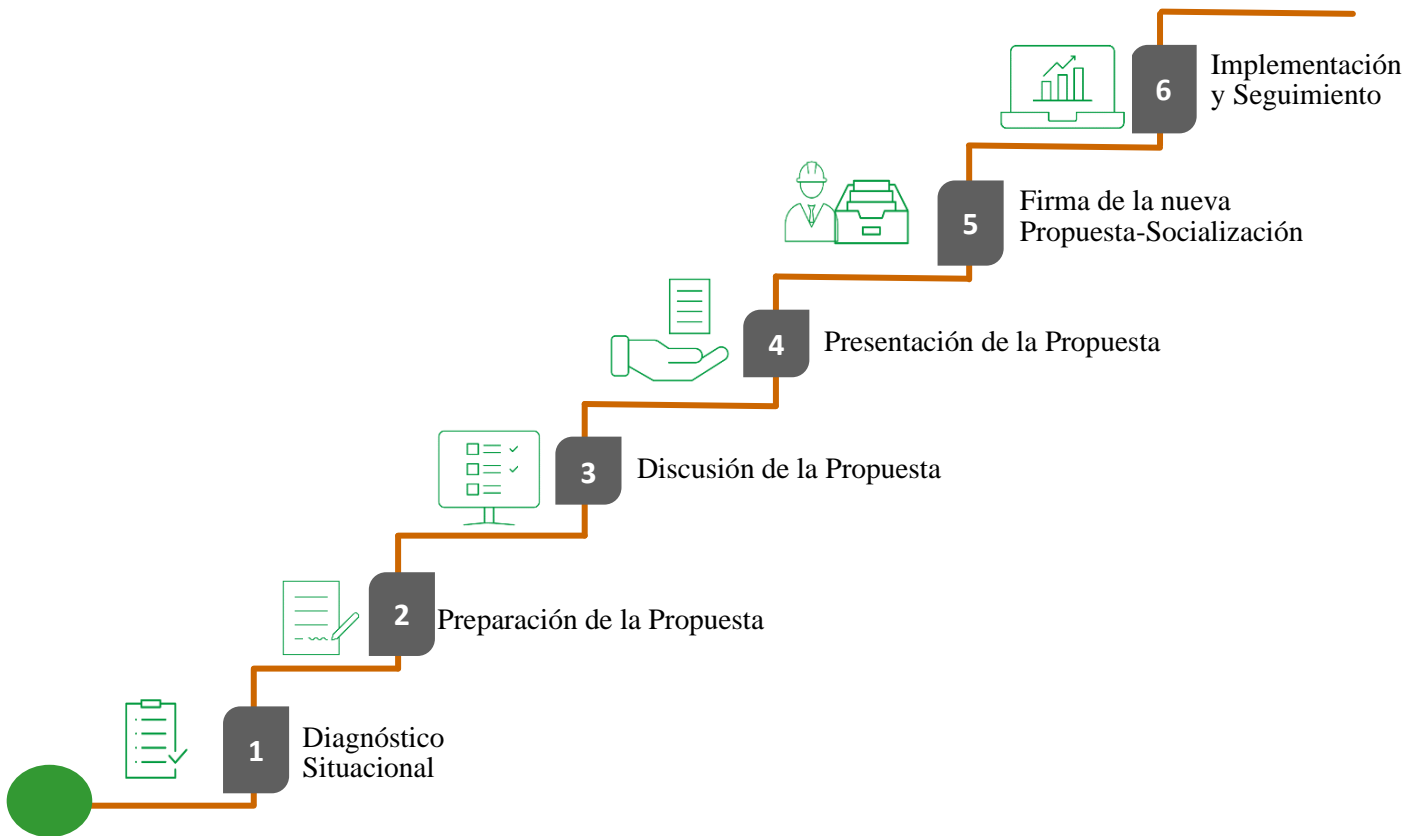 6
Implementación
y Seguimiento
5
Firma de la nueva
Propuesta-Socialización
4
Presentación de la Propuesta
3
Discusión de la Propuesta
2
Preparación de la Propuesta
1
Diagnóstico
Situacional